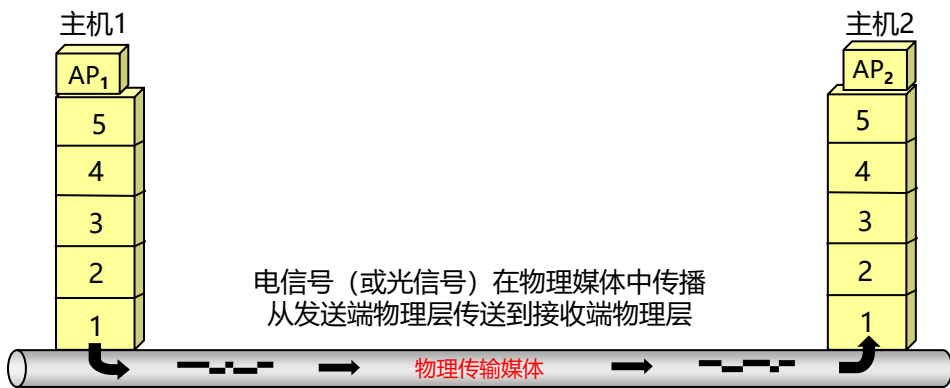 主机1
主机2
AP1
AP2
5
5
4
4
3
3
2
2
电信号（或光信号）在物理媒体中传播
从发送端物理层传送到接收端物理层
1
1
物理传输媒体